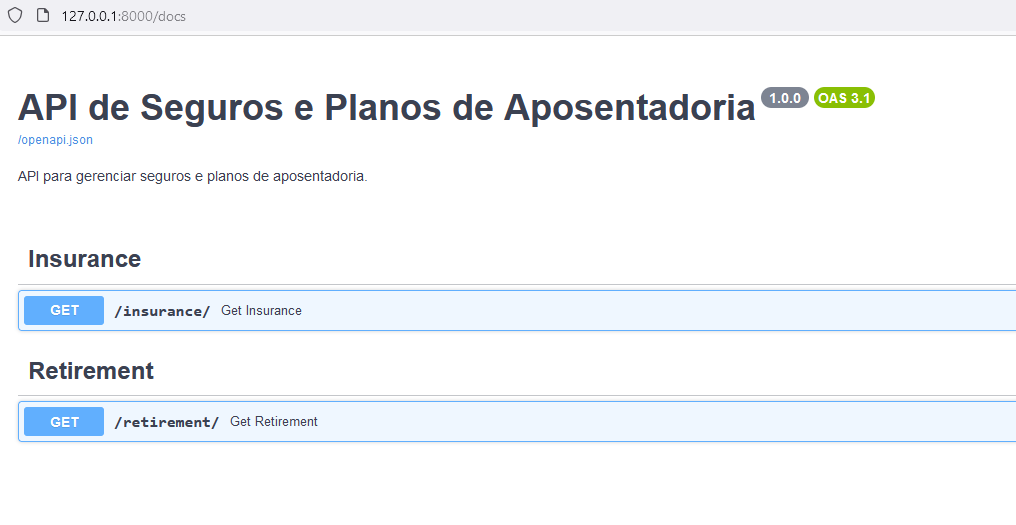 127.0.0.1:8000/docs
API de Seguros e Planos de Aposentadoria 1.0.0 OAS 3.1
/openapi.json
API para gerenciar seguros e planos de aposentadoria.
Insurance
GET /insurance/ Get Insurance
Retirement
GET /retirement/ Get Retirement